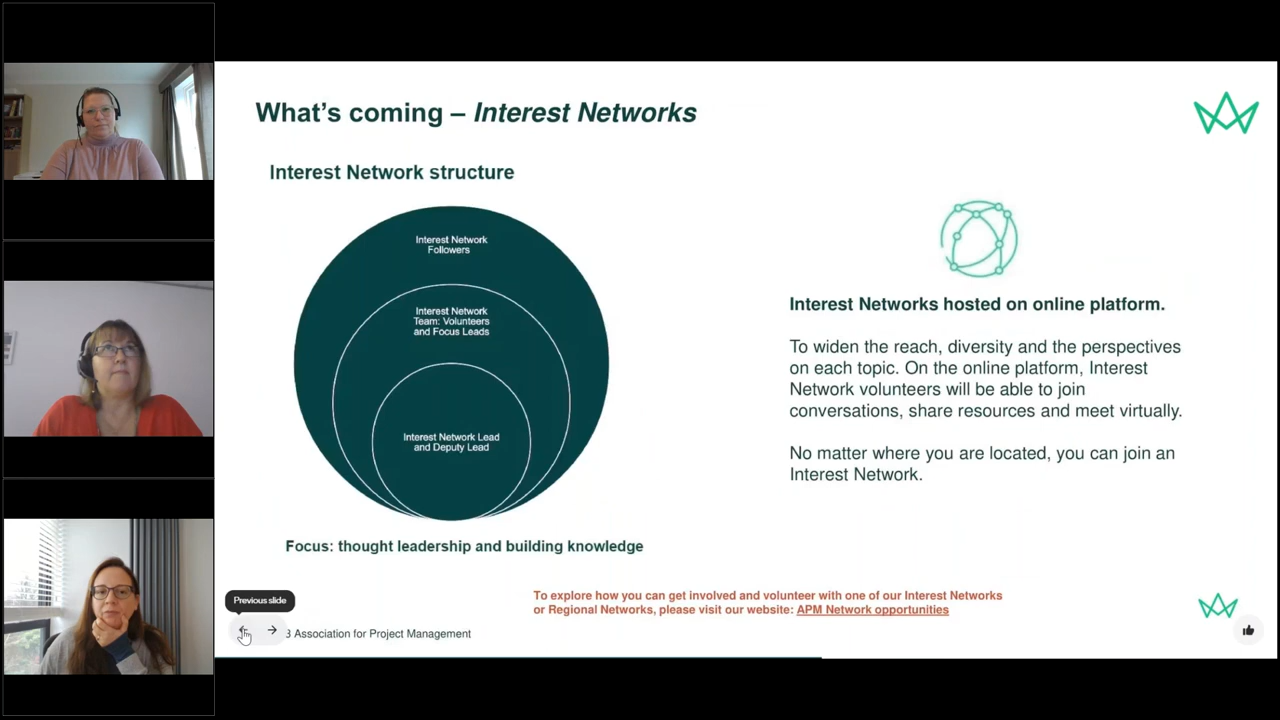 What's coming – Interest Networks
Interest Network structure
Interest Network
Followers
Interest Network
Team: Volunteers
and Focus Leads
Interest Network Lead
and Deputy Lead
Focus: thought leadership and building knowledge
Interest Networks hosted on online platform.
To widen the reach, diversity and the perspectives
on each topic. On the online platform, Interest
Network volunteers will be able to join
conversations, share resources and meet virtually.
No matter where you are located, you can join an
Interest Network.
To explore how you can get involved and volunteer with one of our Interest Networks
or Regional Networks, please visit our website: APM Network opportunities
Previous slide
3 Association for Project Management